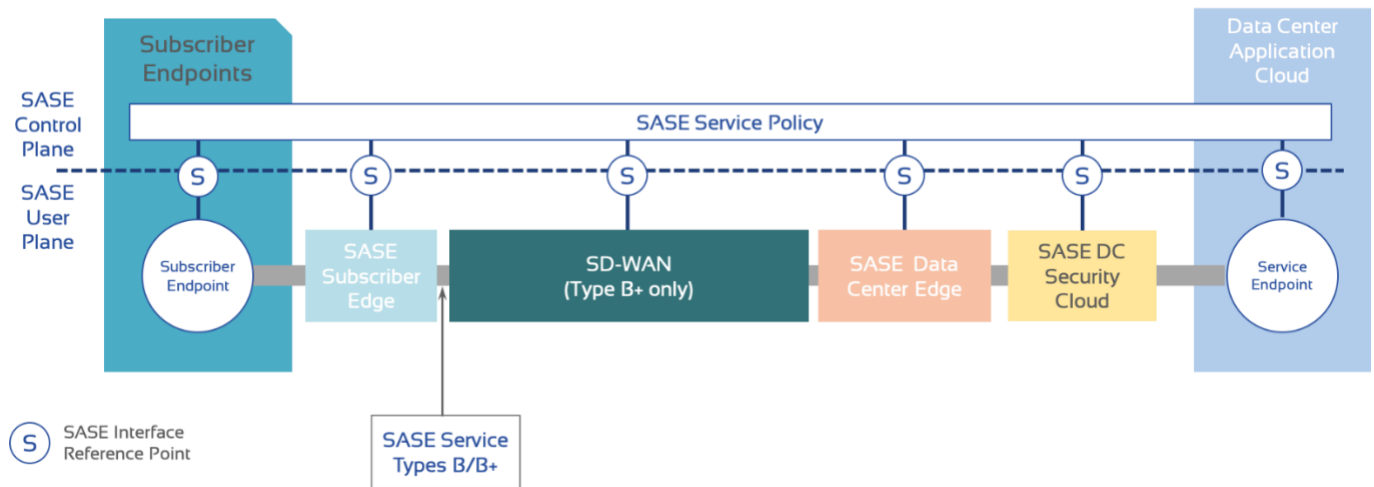 Subscriber
Endpoints
Data Center
Application
Cloud
SASE
Control
Plane
SASE Service Policy
S
S
S
S
S
S
SASE
User
Plane
Subscriber
Endpoint
SASE
Subscriber
Edge
SD-WAN
(Type B+ only)
SASE Data
Center Edge
SASE DC
Security
Cloud
Service
Endpoint
S
SASE Interface
Reference Point
SASE Service
Types B/B+